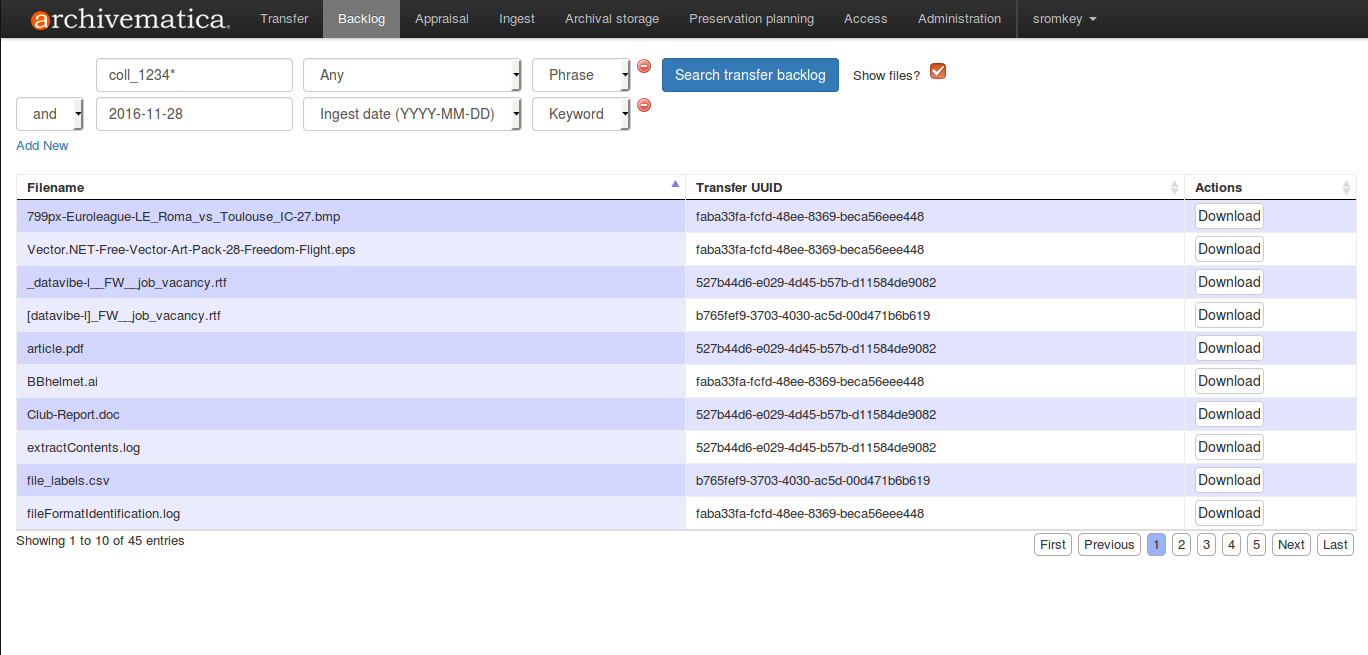 archivematica.
Transfer Backlog Appraisal Ingest Archival storage Preservation planning Access Administration sromkey
coll_1234* Any Phrase Search transfer backlog Show files?
and 2016-11-28 Ingest date (YYYY-MM-DD) Keyword
Add New
Filename Transfer UUID Actions
799px-Euroleague-LE_Roma_vs_Toulouse_IC-27.bmp faba33fa-fcfd-48ee-8369-beca56eee448 Download
Vector.NET-Free-Vector-Art-Pack-28-Freedom-Flight.eps faba33fa-fcfd-48ee-8369-beca56eee448 Download
_datavibe-l__FW__job_vacancy.rtf 527b44d6-e029-4d45-b57b-d11584de9082 Download
[datavibe-l]_FW__job_vacancy.rtf b765fef9-3703-4030-ac5d-00d471b6b619 Download
article.pdf 527b44d6-e029-4d45-b57b-d11584de9082 Download
BBhelmet.ai faba33fa-fcfd-48ee-8369-beca56eee448 Download
Club-Report.doc 527b44d6-e029-4d45-b57b-d11584de9082 Download
extractContents.log 527b44d6-e029-4d45-b57b-d11584de9082 Download
file_labels.csv b765fef9-3703-4030-ac5d-00d471b6b619 Download
fileFormatIdentification.log faba33fa-fcfd-48ee-8369-beca56eee448 Download
Showing 1 to 10 of 45 entries First Previous 1 2 3 4 5 Next Last